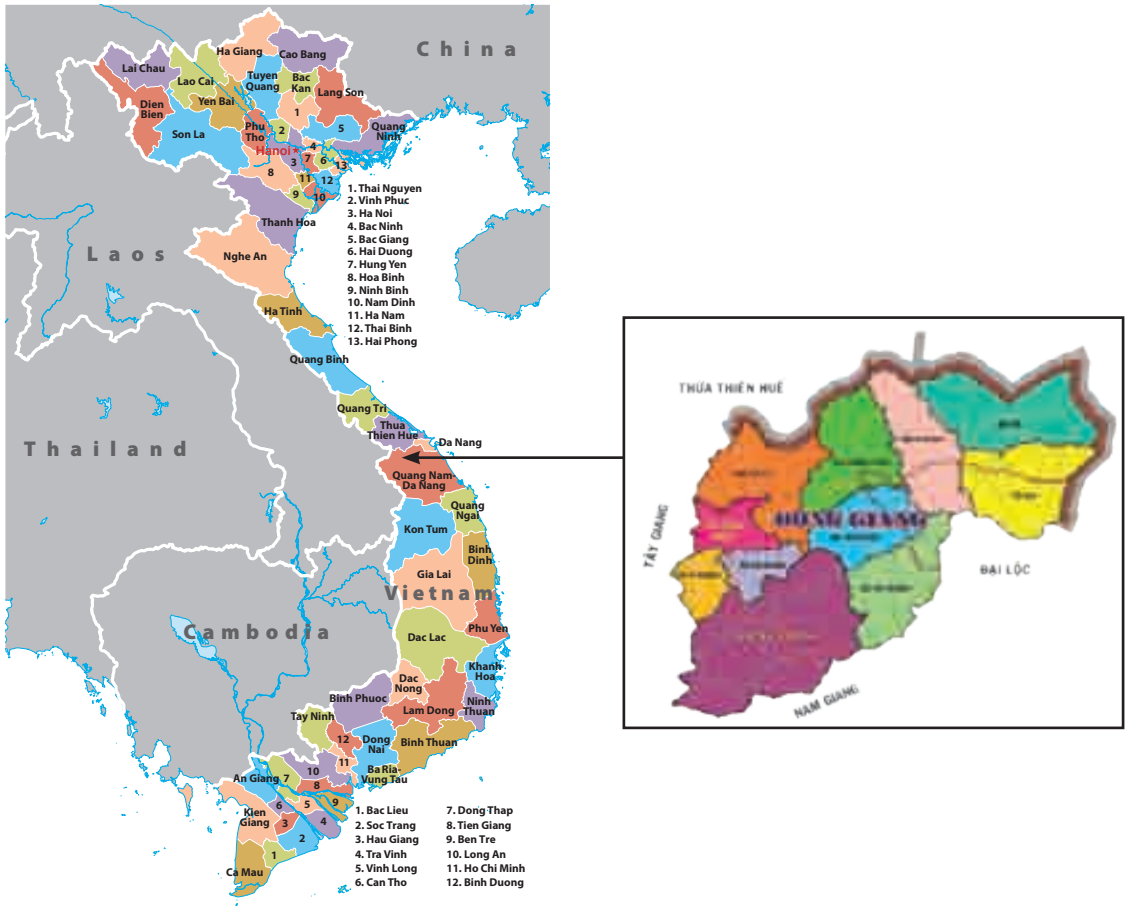 China
Ha Giang
Cao Bang
Lai Chau
Lao Cai
Tuyen
Quang
Bac
Kan
Lang Son
Yen Bai
Dien
Bien
1
Son La
Phu
Tho
2
5
Quang
Ninh
Hanoi
4
3
7
6
13
8
11
12
9
10
Thanh Hoa
1. Thai Nguyen
2. Vinh Phuc
3. Ha Noi
4. Bac Ninh
5. Bac Giang
6. Hai Duong
7. Hung Yen
8. Hoa Binh
9. Ninh Binh
10. Nam Dinh
11. Ha Nam
12. Thai Binh
13. Hai Phong
Laos
Nghe An
Ha Tinh
Quang Binh
Quang Tri
Thua
Thien Hue
Da Nang
Thailand
Quang Nam-
Da Nang
Quang
Ngai
Kon Tum
Binh
Dinh
Gia Lai
Vietnam
Cambodia
Phu Yen
Dac Lac
Khanh
Hoa
Dac
Nong
Binh Phuoc
Ninh
Thuan
Lam Dong
Tay Ninh
12
Dong
Nai
Binh Thuan
11
10
Ba Ria-
Vung Tau
An Giang
7
8
6
5
9
Kien
Giang
3
4
2
1
Ca Mau
1. Bac Lieu
2. Soc Trang
3. Hau Giang
4. Tra Vinh
5. Vinh Long
6. Can Tho
7. Dong Thap
8. Tien Giang
9. Ben Tre
10. Long An
11. Ho Chi Minh
12. Binh Duong
THỪA THIÊN HUẾ
ĐÔNG GIANG
TÂY GIANG
ĐẠI LỘC
NAM GIANG